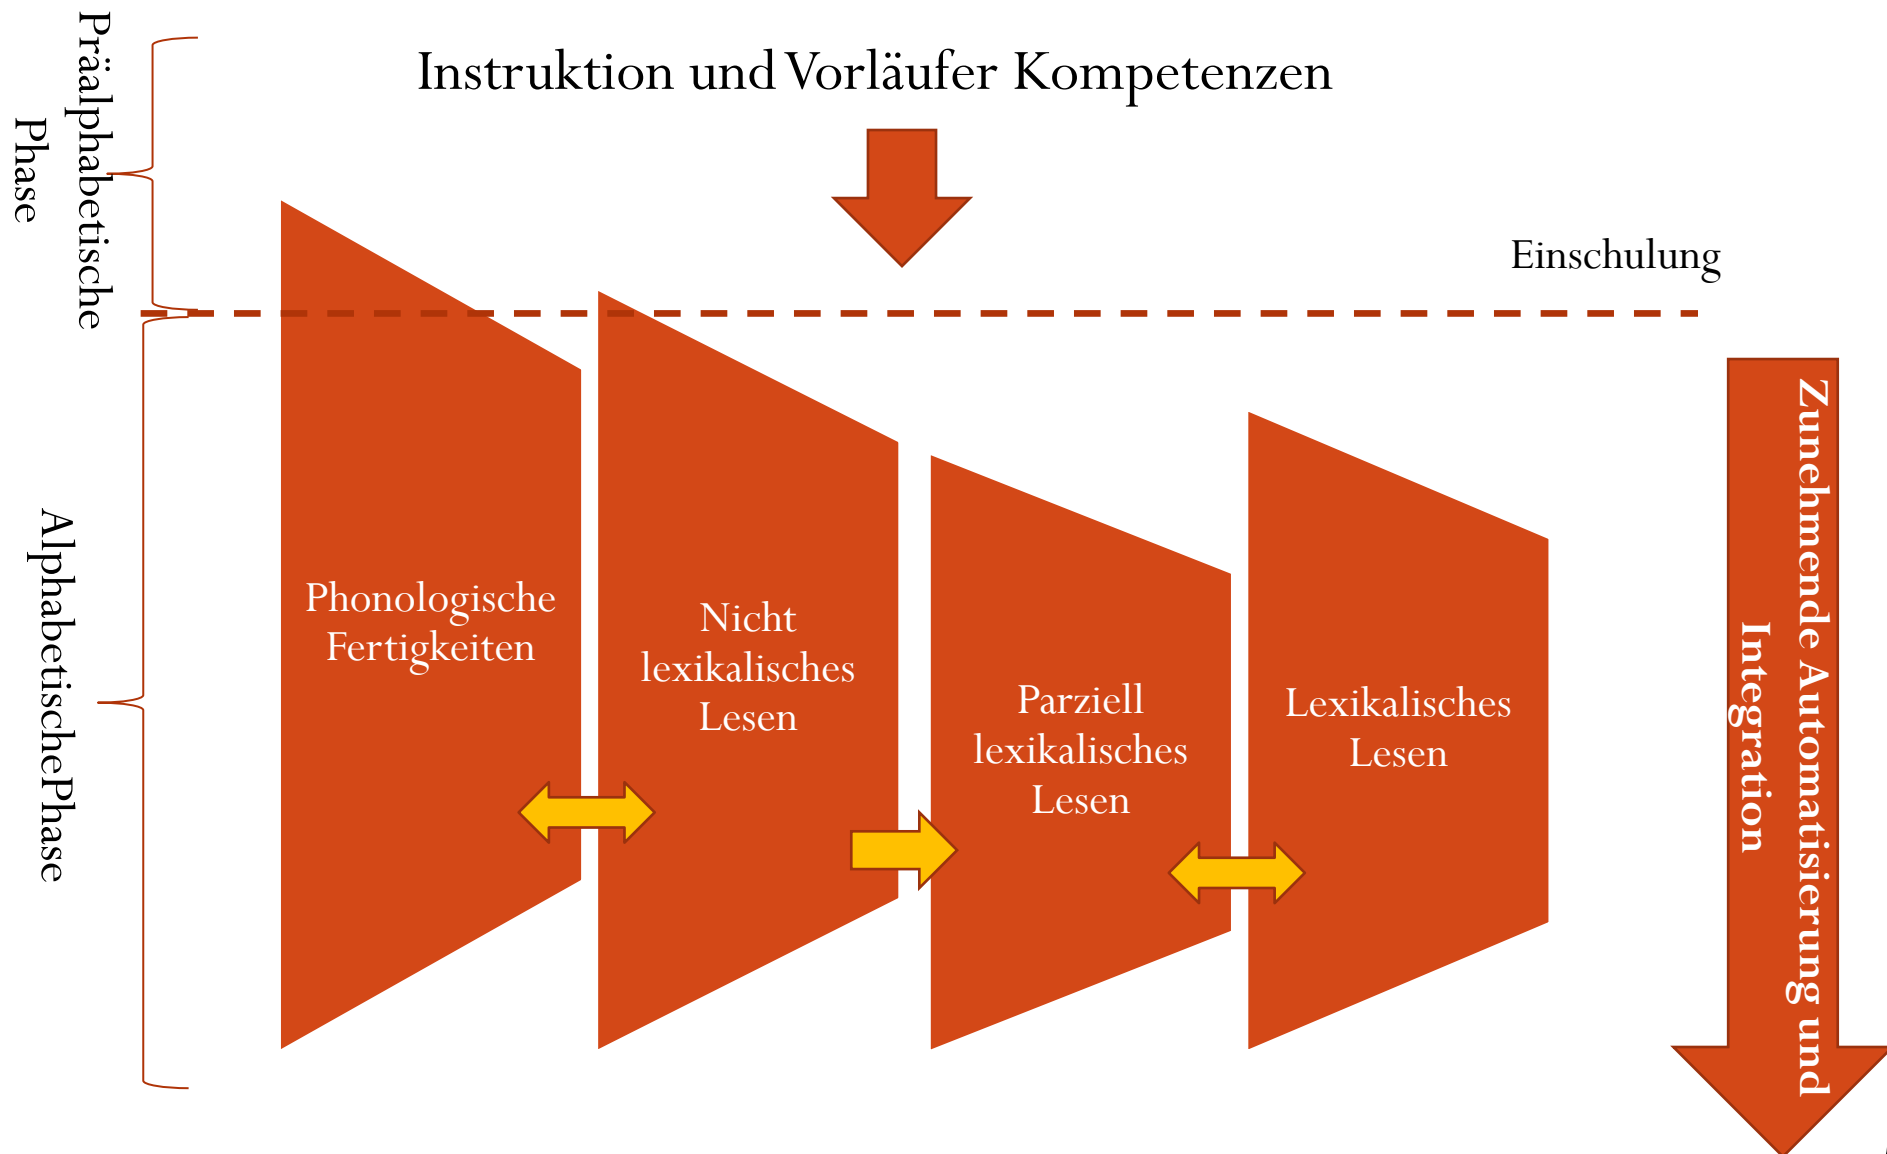 Präalphabetische
Phase
Instruktion und Vorläufer Kompetenzen
Einschulung
AlphabetischePhase
Phonologische
Fertigkeiten
Nicht
lexikalisches
Lesen
Parziell
lexikalisches
Lesen
Lexikalisches
Lesen
Zunehmende Automatisierung und
Integration